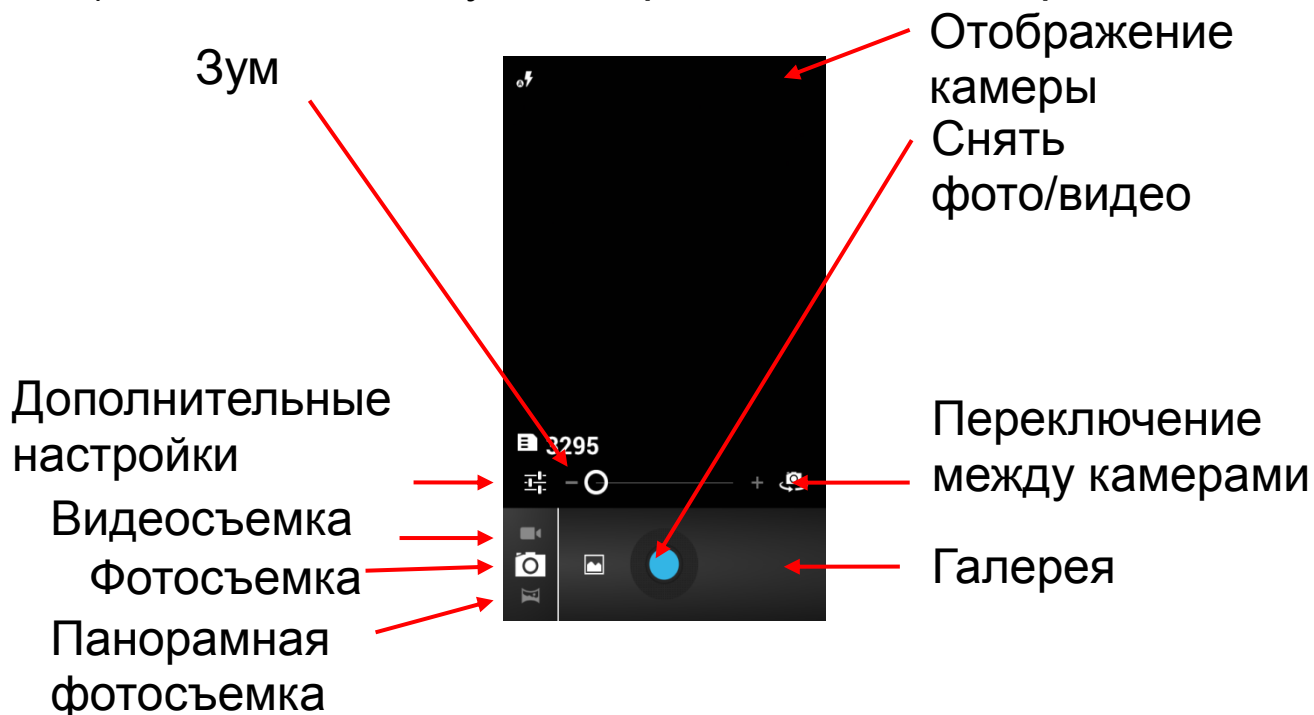 Отображение
камеры
Зум
Снять
фото/видео
3295
Дополнительные
настройки
Переключение
между камерами
Видеосъемка
Фотосъемка
Галерея
Панорамная
фотосъемка